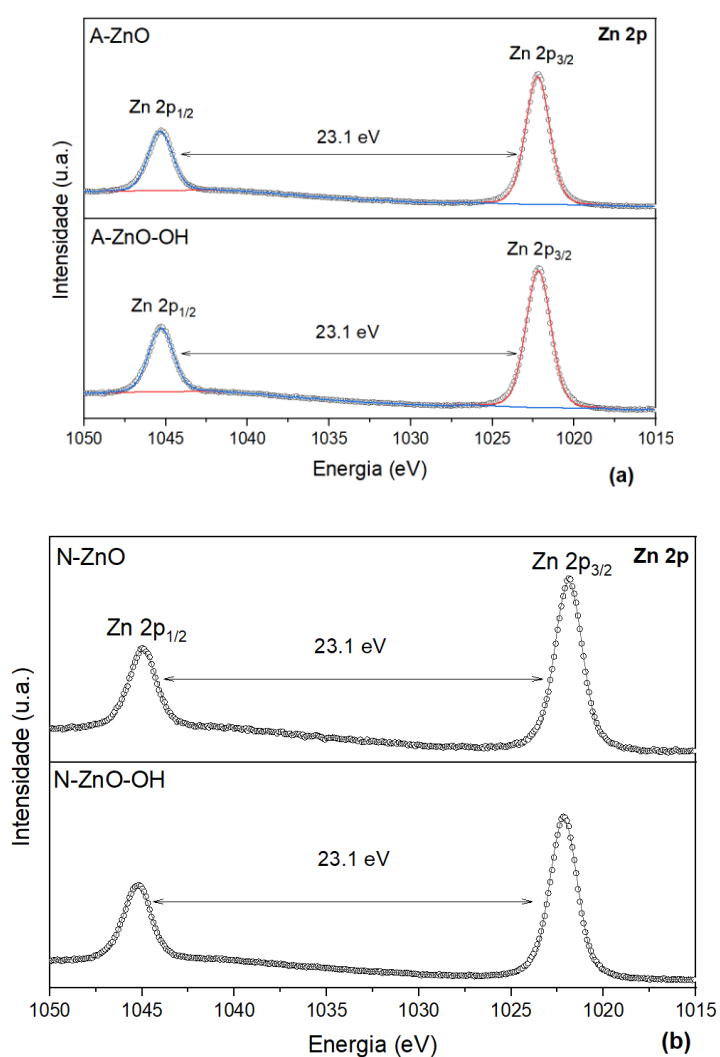 A-ZnO
Zn 2p
Zn 2p3/2
Zn 2p1/2
23.1 eV
A-ZnO-OH
Zn 2p3/2
Zn 2p1/2
23.1 eV
Intensidade (u.a.)
1050 1045 1040 1035 1030 1025 1020 1015
Energia (eV)
(a)
N-ZnO
Zn 2p3/2
Zn 2p
Zn 2p1/2
23.1 eV
N-ZnO-OH
23.1 eV
Intensidade (u.a.)
1050 1045 1040 1035 1030 1025 1020 1015
Energia (eV)
(b)